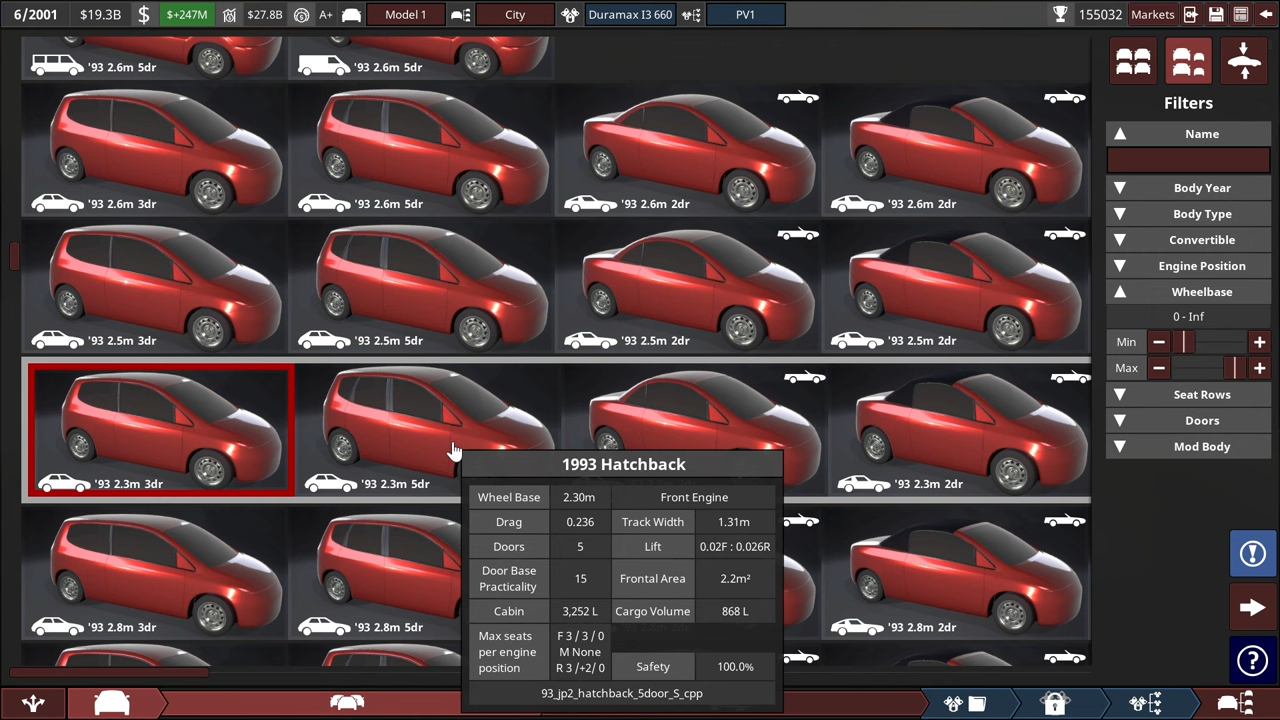 6/2001 $19.3B $ $+247M $27.8B A+ Model 1 City Duramax I3 660 PV1 155032 Markets
'93 2.6m 5dr '93 2.6m 5dr
'93 2.6m 3dr '93 2.6m 5dr '93 2.6m 2dr '93 2.6m 2dr
'93 2.5m 3dr '93 2.5m 5dr '93 2.5m 2dr '93 2.5m 2dr
'93 2.3m 3dr '93 2.3m 5dr '93 2.3m 2dr
'93 2.8m 3dr '93 2.8m 5dr '93 2.8m 2dr
1993 Hatchback
Wheel Base 2.30m Front Engine
Drag 0.236 Track Width 1.31m
Doors 5 Lift 0.02F : 0.026R
Door Base Practicality 15 Frontal Area 2.2m²
Cabin 3,252 L Cargo Volume 868 L
Max seats per engine position
F 3 / 3 / 0
M None
R 3 /+2/ 0
Safety 100.0%
93_jp2_hatchback_5door_S_cpp
Filters
Name
Body Year
Body Type
Convertible
Engine Position
Wheelbase
0 - Inf
Min
Max
Seat Rows
Doors
Mod Body